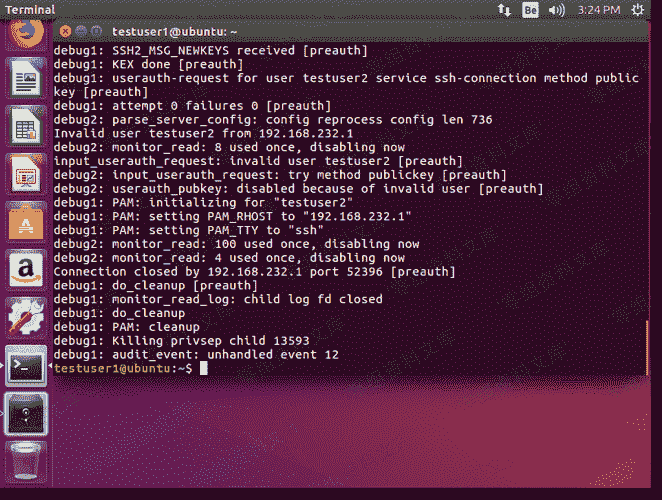 Terminal
Be
3:24 PM
testuser1@ubuntu: ~
debug1: SSH2_MSG_NEWKEYS received [preauth]
debug1: KEX done [preauth]
debug1: userauth-request for user testuser2 service ssh-connection method public
key [preauth]
debug1: attempt 0 failures 0 [preauth]
debug2: parse_server_config: config reprocess config len 736
Invalid user testuser2 from 192.168.232.1
debug2: monitor_read: 8 used once, disabling now
input_userauth_request: invalid user testuser2 [preauth]
debug2: input_userauth_request: try method publickey [preauth]
debug2: userauth_pubkey: disabled because of invalid user [preauth]
debug1: PAM: initializing for "testuser2"
debug1: PAM: setting PAM_RHOST to "192.168.232.1"
debug1: PAM: setting PAM_TTY to "ssh"
debug2: monitor_read: 100 used once, disabling now
debug2: monitor_read: 4 used once, disabling now
Connection closed by 192.168.232.1 port 52396 [preauth]
debug1: do_cleanup [preauth]
debug1: monitor_read_log: child log fd closed
debug1: do_cleanup
debug1: PAM: cleanup
debug1: Killing privsep child 13593
debug1: audit_event: unhandled event 12
testuser1@ubuntu:~$